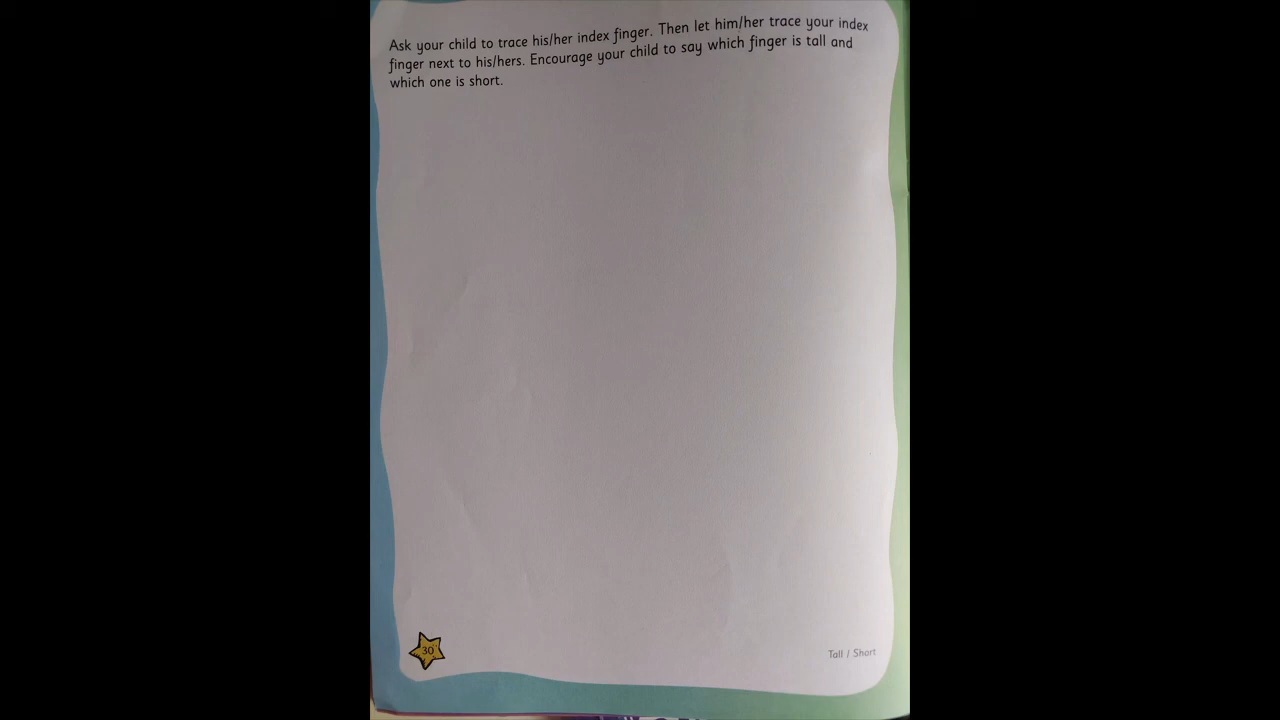 Ask your child to trace his/her index finger. Then let him/her trace your index
finger next to his/hers. Encourage your child to say which finger is tall and
which one is short.
30
Tall / Short